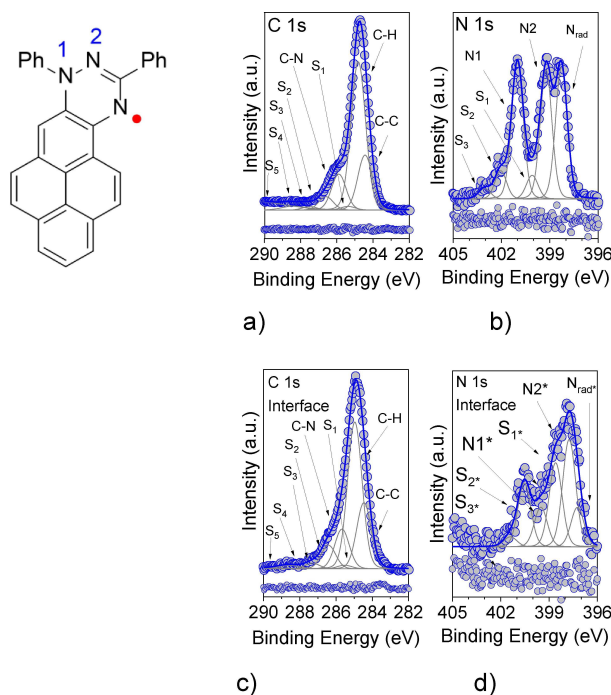 1 2
Ph N N Ph
N
C 1s
C-N S₁
S₂
S₃
S₄
S₅
C-H
C-C
Intensity (a.u.)
290 288 286 284 282
Binding Energy (eV)
a)
N 1s
N2 Nrad
N1
S₁
S₂
S₃
Intensity (a.u.)
405 402 399 396
Binding Energy (eV)
b)
C 1s
Interface
C-N S₁
S₂
S₃
S₄
S₅
C-H
C-C
Intensity (a.u.)
290 288 286 284 282
Binding Energy (eV)
c)
N 1s
Interface
N2* Nrad*
S₁*
N1*
S₂*
S₃*
Intensity (a.u.)
405 402 399 396
Binding Energy (eV)
d)